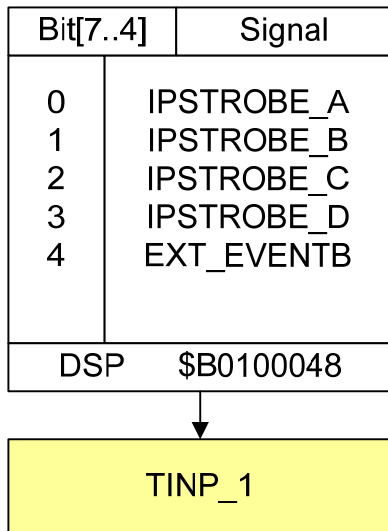 Bit[7..4] Signal
0 IPSTROBE_A
1 IPSTROBE_B
2 IPSTROBE_C
3 IPSTROBE_D
4 EXT_EVENTB
DSP $B0100048
TINP_1